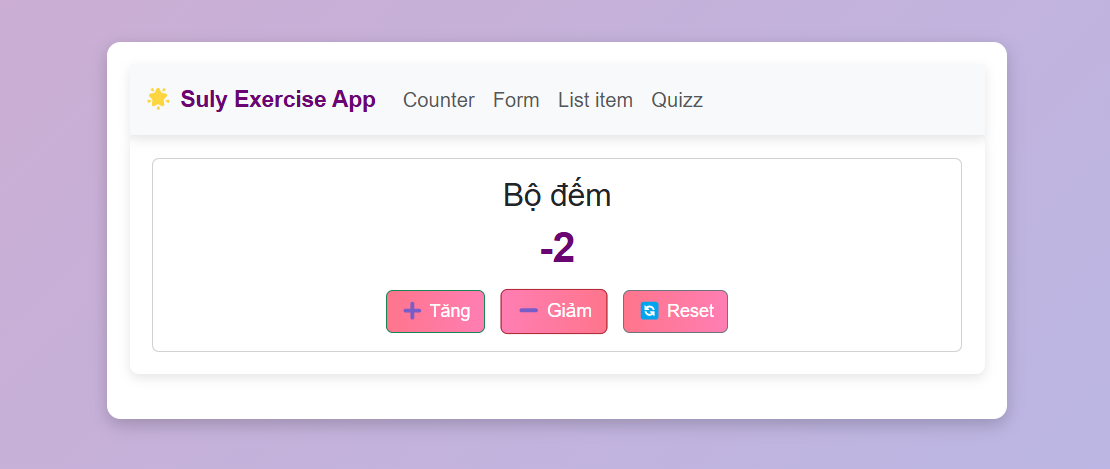 🌟 Suly Exercise App Counter Form List item Quizz
Bộ đếm
-2
➕ Tăng ➖ Giảm 🔄 Reset